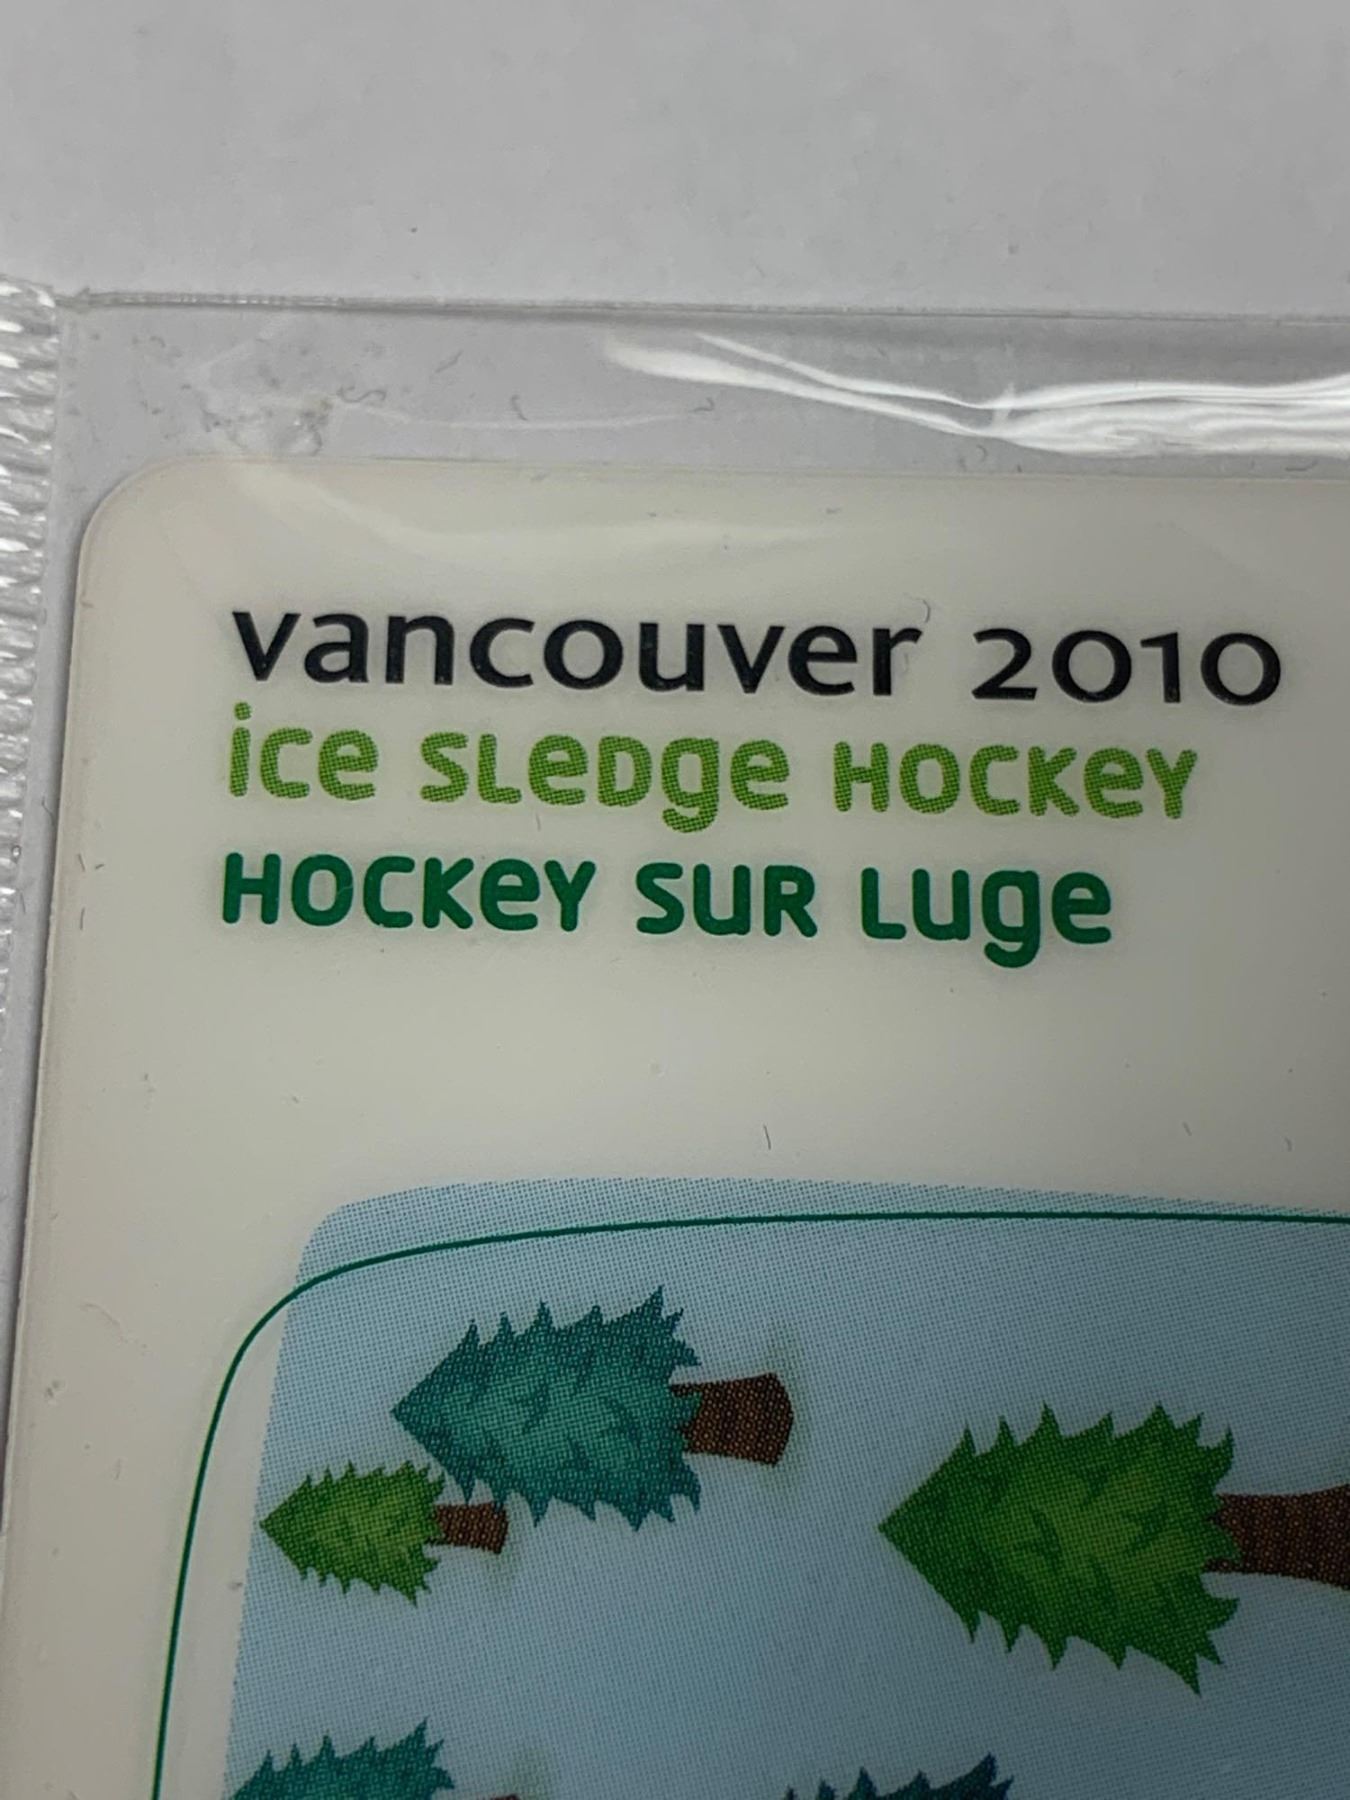 vancouver 2010
ice sledge hockey
hockey sur luge